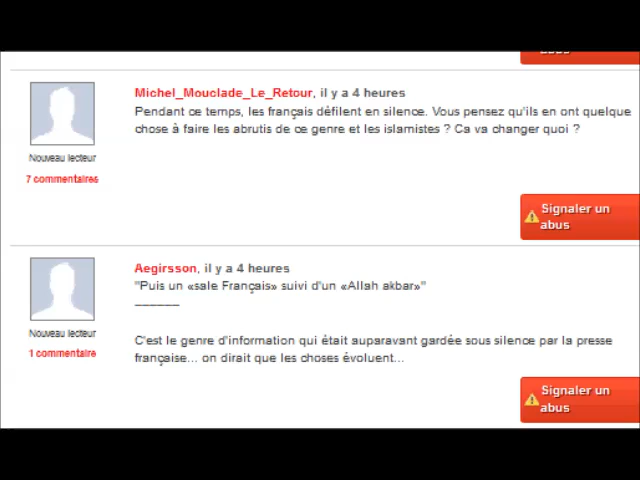 abus
Michel_Mouclade_Le_Retour, il y a 4 heures
Pendant ce temps, les français défilent en silence. Vous pensez qu'ils en ont quelque
chose à faire les abrutis de ce genre et les islamistes ? Ca va changer quoi ?
Nouveau lecteur
7 commentaires
Signaler un
abus
Aegirsson, il y a 4 heures
"Puis un «sale Français» suivi d'un «Allah akbar»"
______
Nouveau lecteur
1 commentaire
C'est le genre d'information qui était auparavant gardée sous silence par la presse
française... on dirait que les choses évoluent...
Signaler un
abus